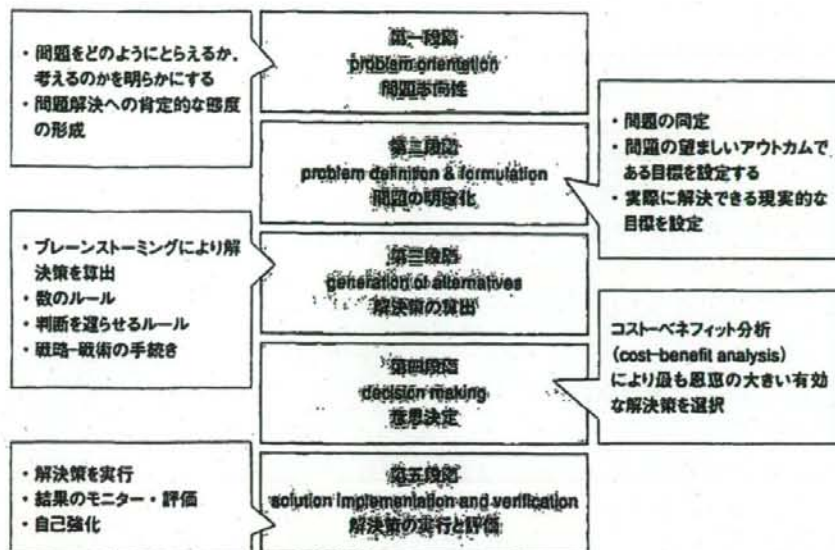 第一段階
problem orientation
問題志向性
・問題をどのようにとらえるか、
考えるのかを明らかにする
・問題解決への肯定的な態度
の形成
第二段階
problem definition & formulation
問題の明確化
・問題の同定
・問題の望ましいアウトカムで
ある目標を設定する
・実際に解決できる現実的な
目標を設定
第三段階
generation of alternatives
解決策の算出
・ブレーンストーミングにより解
決策を算出
・数のルール
・判断を遅らせるルール
・戦略-戦術の手続き
第四段階
decision making
意思決定
コストーベネフィット分析
(cost-benefit analysis)
により最も恩恵の大きい有効
な解決策を選択
第五段階
solution implementation and verification
解決策の実行と評価
・解決策を実行
・結果のモニター・評価
・自己強化